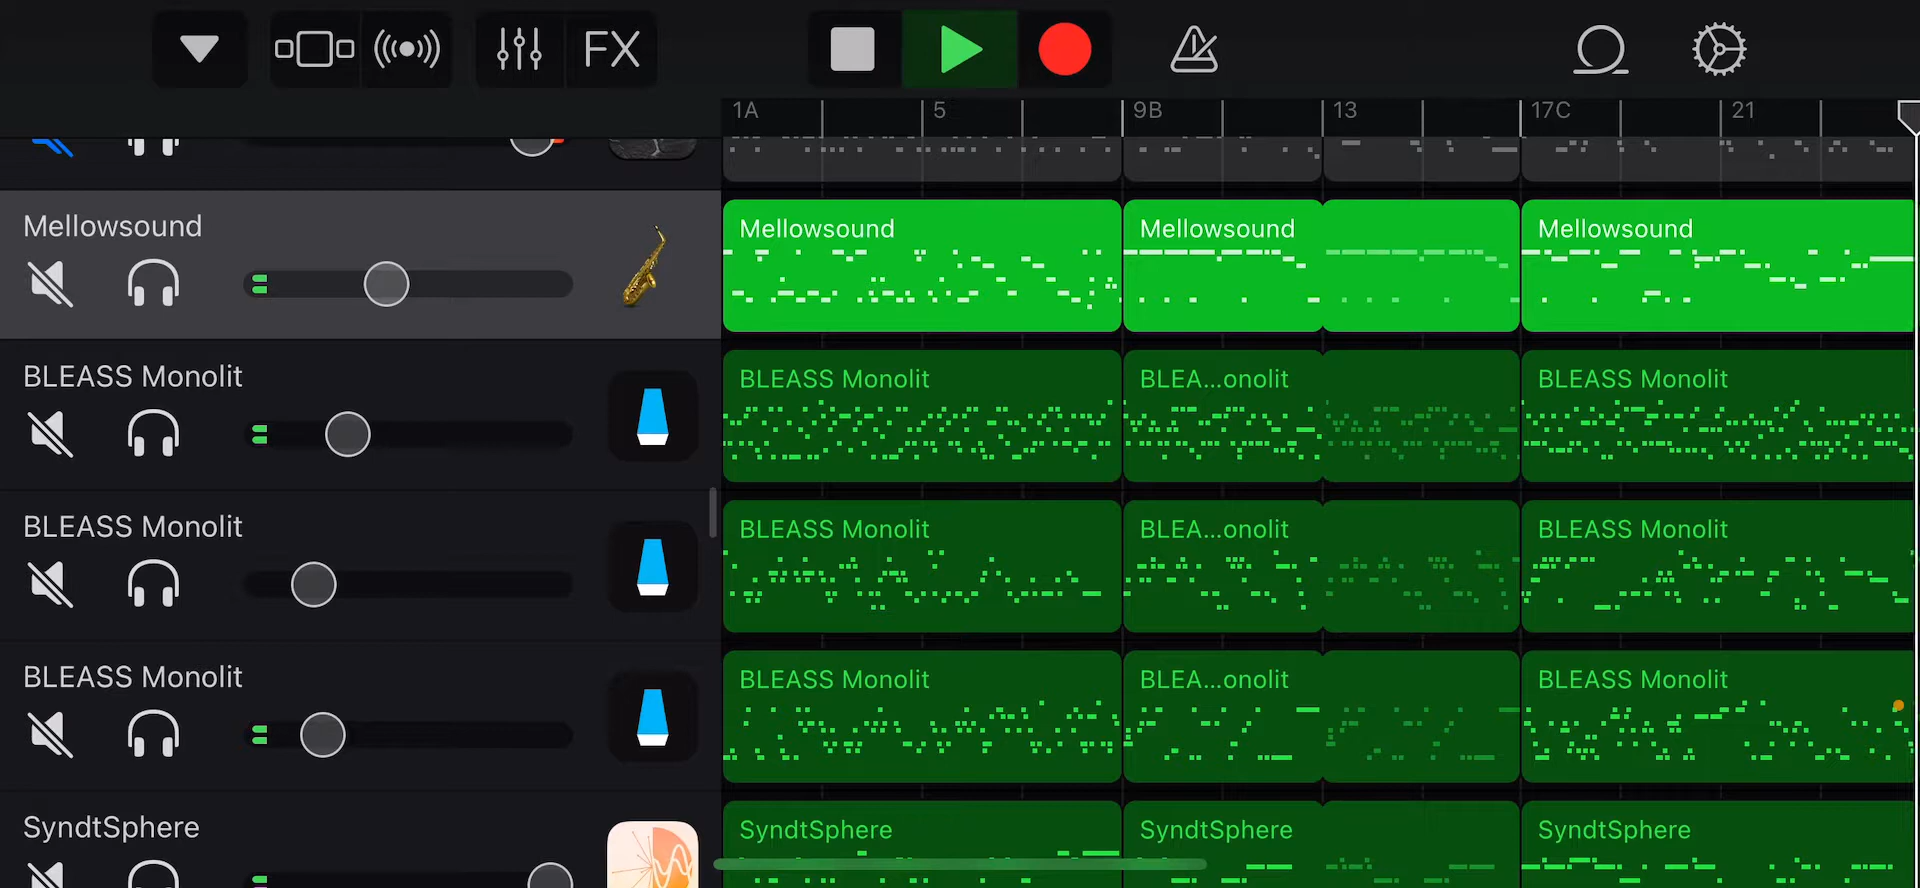 FX
1A 5 9B 13 17C 21
Mellowsound
Mellowsound Mellowsound Mellowsound
BLEASS Monolit
BLEASS Monolit BLEA...onolit BLEASS Monolit
BLEASS Monolit
BLEASS Monolit BLEA...onolit BLEASS Monolit
BLEASS Monolit
BLEASS Monolit BLEA...onolit BLEASS Monolit
SyndtSphere
SyndtSphere SyndtSphere SyndtSphere